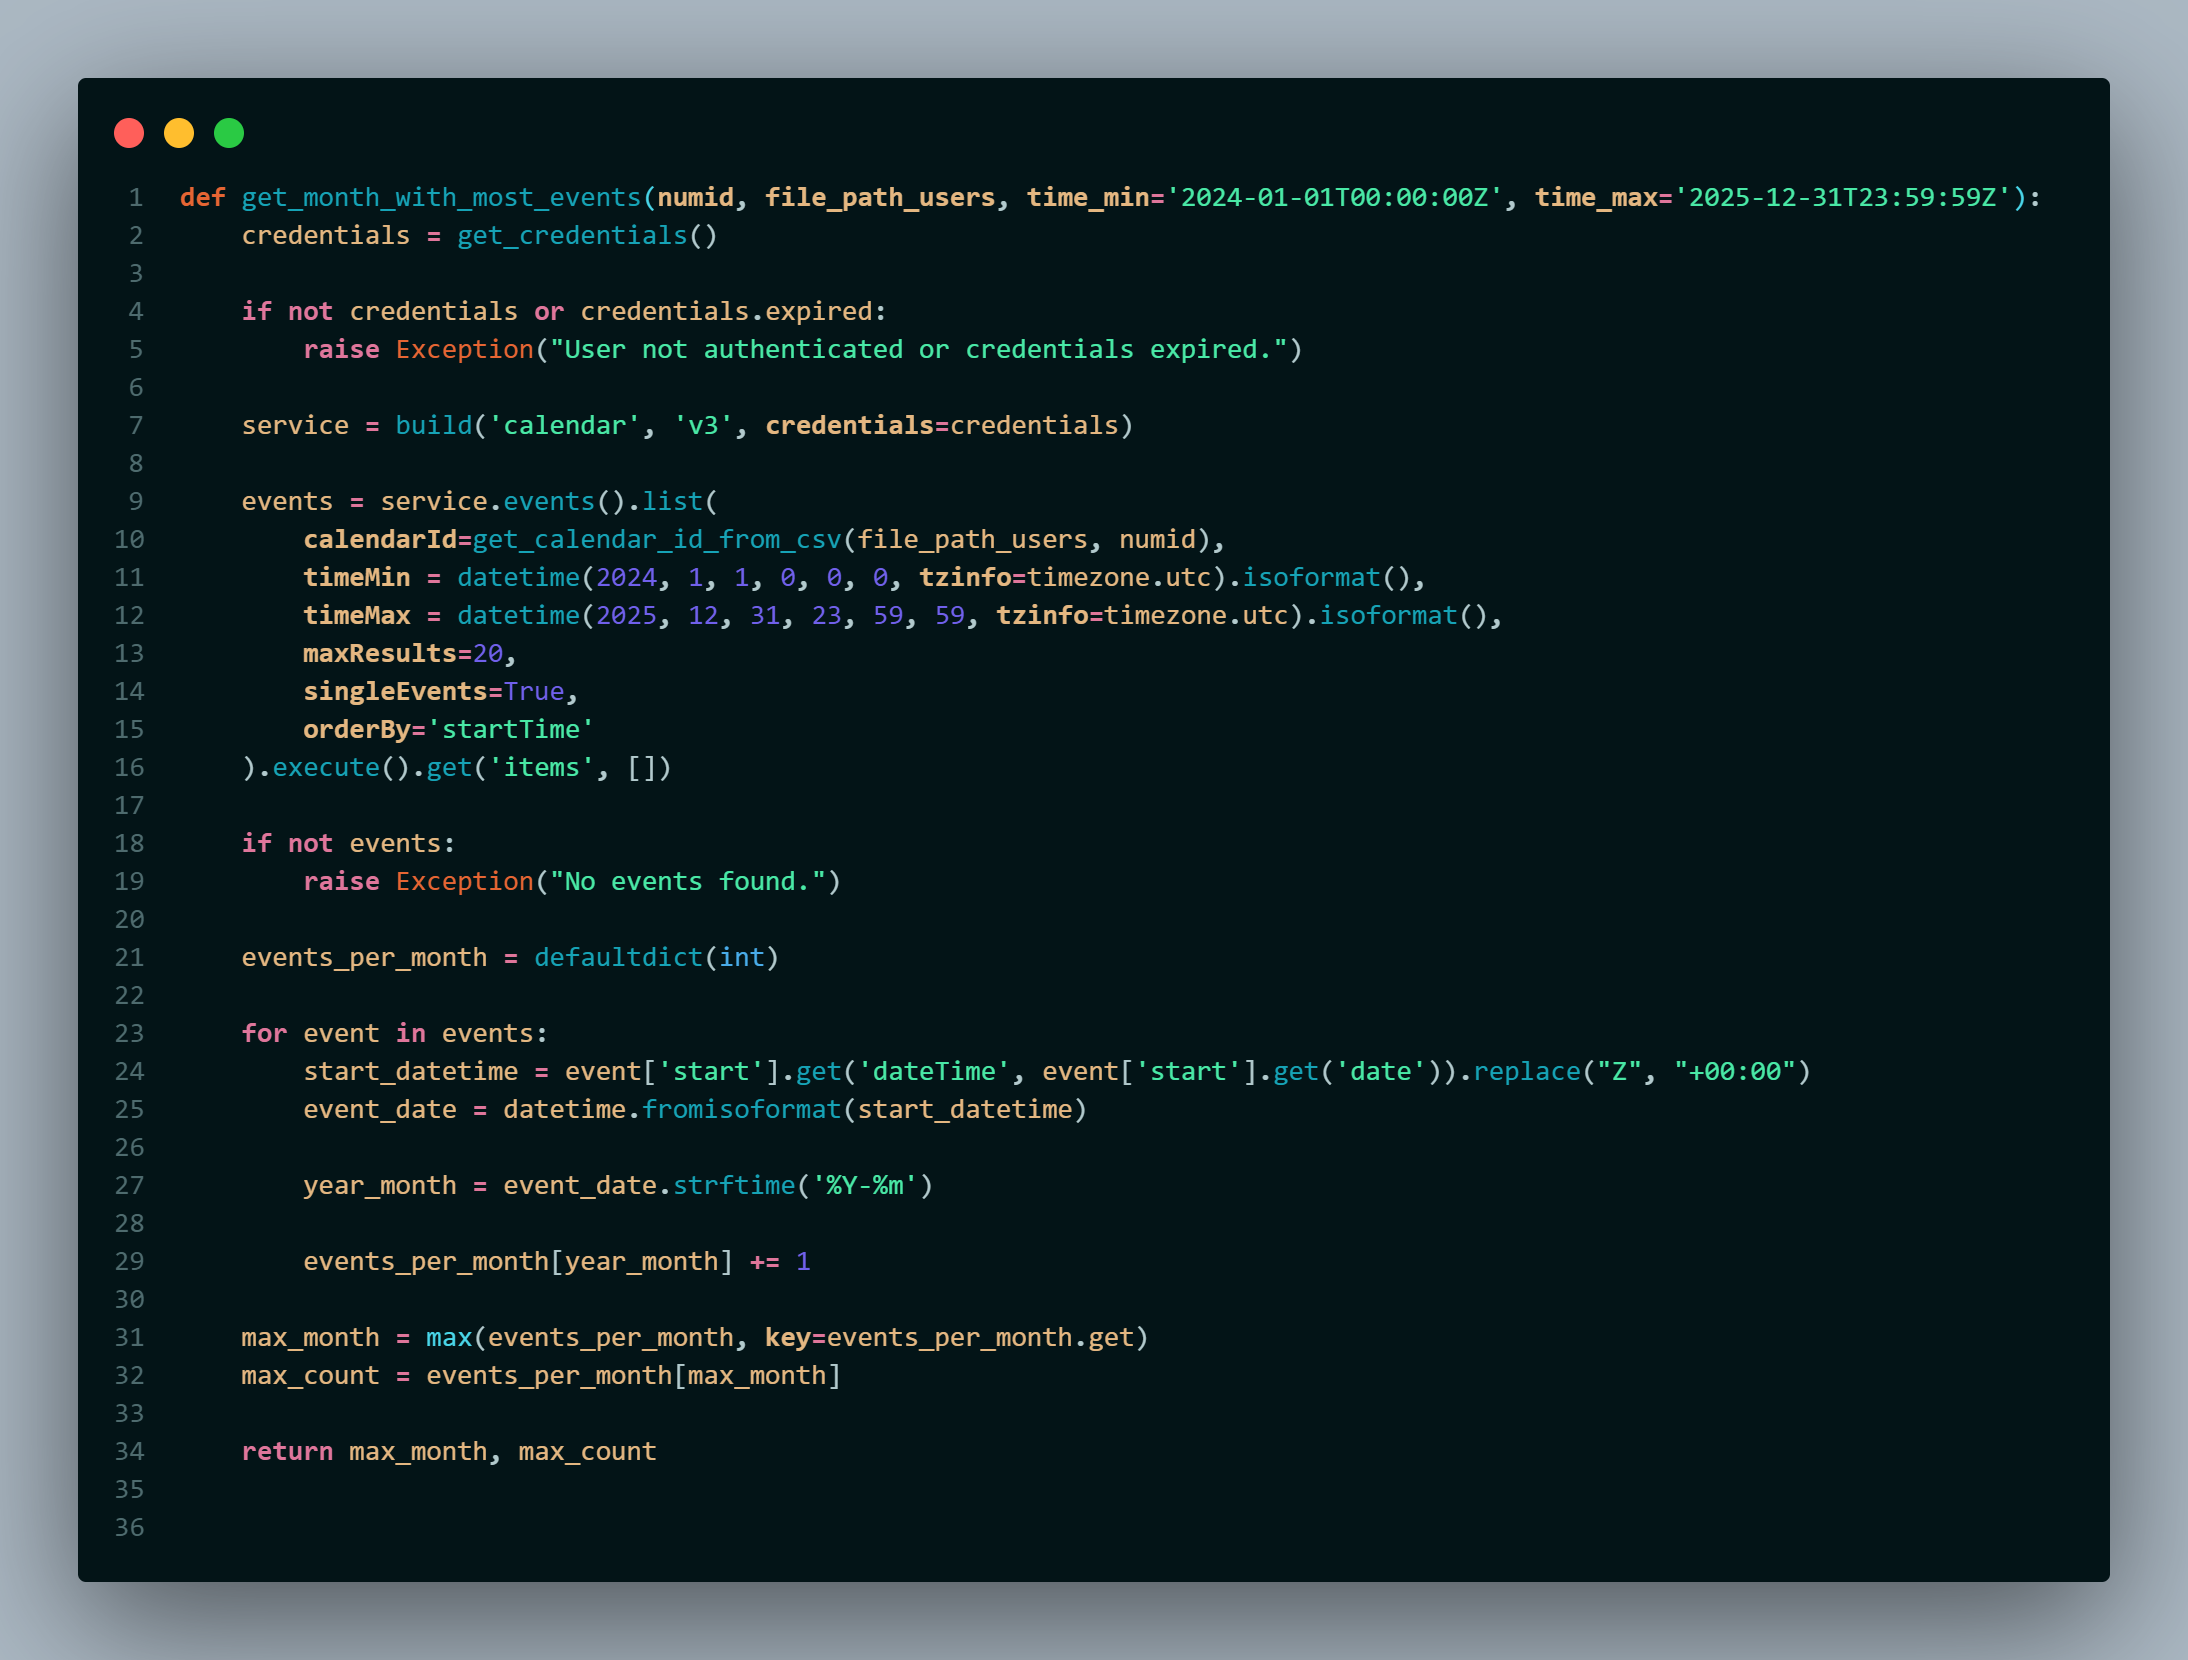 1 def get_month_with_most_events(numid, file_path_users, time_min='2024-01-01T00:00:00Z', time_max='2025-12-31T23:59:59Z'):
2     credentials = get_credentials()
3
4     if not credentials or credentials.expired:
5         raise Exception("User not authenticated or credentials expired.")
6
7     service = build('calendar', 'v3', credentials=credentials)
8
9     events = service.events().list(
10         calendarId=get_calendar_id_from_csv(file_path_users, numid),
11         timeMin = datetime(2024, 1, 1, 0, 0, 0, tzinfo=timezone.utc).isoformat(),
12         timeMax = datetime(2025, 12, 31, 23, 59, 59, tzinfo=timezone.utc).isoformat(),
13         maxResults=20,
14         singleEvents=True,
15         orderBy='startTime'
16     ).execute().get('items', [])
17
18     if not events:
19         raise Exception("No events found.")
20
21     events_per_month = defaultdict(int)
22
23     for event in events:
24         start_datetime = event['start'].get('dateTime', event['start'].get('date')).replace("Z", "+00:00")
25         event_date = datetime.fromisoformat(start_datetime)
26
27         year_month = event_date.strftime('%Y-%m')
28
29         events_per_month[year_month] += 1
30
31     max_month = max(events_per_month, key=events_per_month.get)
32     max_count = events_per_month[max_month]
33
34     return max_month, max_count
35
36